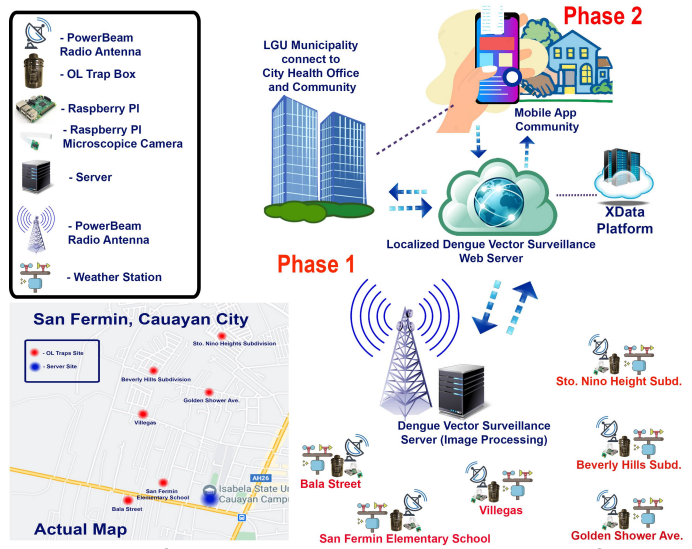 - PowerBeam
Radio Antenna
- OL Trap Box
- Raspberry PI
- Raspberry PI
Microscopice Camera
- Server
- PowerBeam
Radio Antenna
- Weather Station
LGU Municipality
connect to
City Health Office
and Community
Phase 2
Mobile App
Community
XData
Platform
Localized Dengue Vector Surveillance
Web Server
Phase 1
Dengue Vector Surveillance
Server (Image Processing)
San Fermin, Cauayan City
- OL Traps Site
- Server Site
Sto. Nino Heights Subdivision
Beverly Hills Subdivision
Golden Shower Ave.
Villegas
San Fermin
Elementary School
Bala Street
AH26
Isabela State Un
Cauayan Campu
Actual Map
Bala Street
San Fermin Elementary School
Villegas
Sto. Nino Height Subd.
Beverly Hills Subd.
Golden Shower Ave.